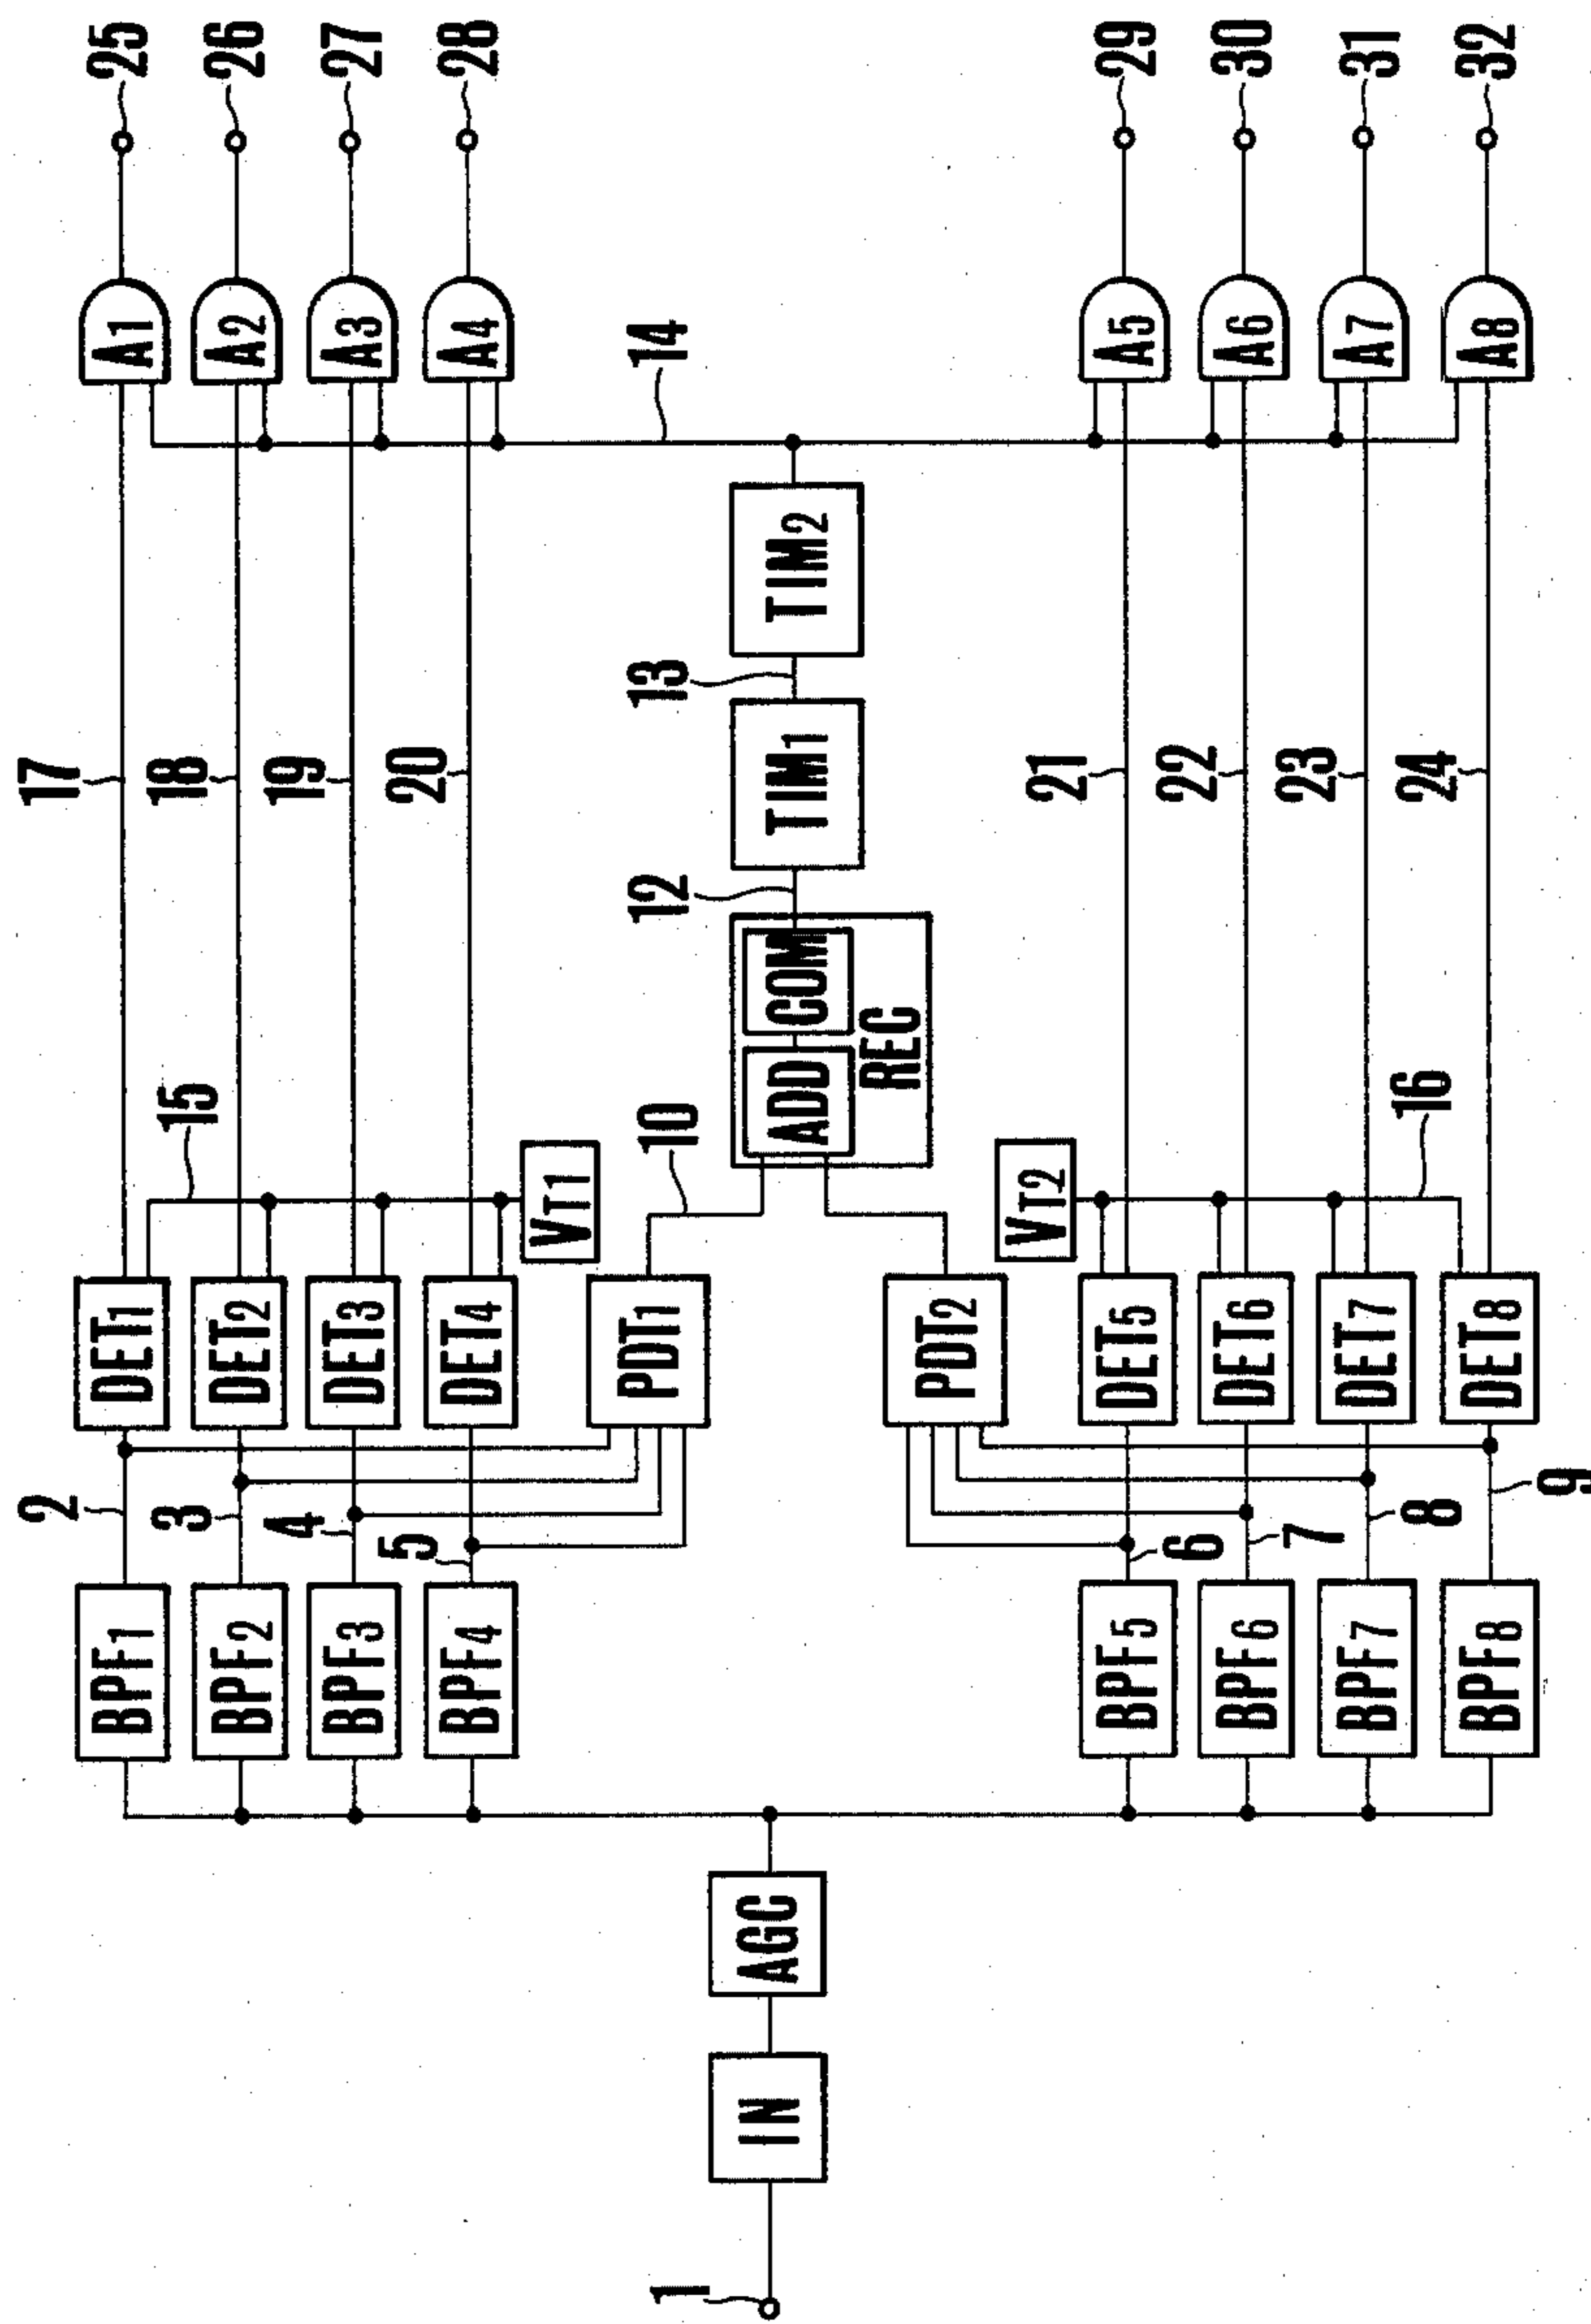 1
IN
AGC
BPF1
BPF2
BPF3
BPF4
BPF5
BPF6
BPF7
BPF8
2
3
4
5
6
7
8
9
DET1
DET2
DET3
DET4
PDT1
PDT2
DET5
DET6
DET7
DET8
15
VT1
10
VT2
16
ADD
COM
REC
12
TIM1
13
TIM2
14
17
18
19
20
21
22
23
24
A1
A2
A3
A4
A5
A6
A7
A8
25
26
27
28
29
30
31
32